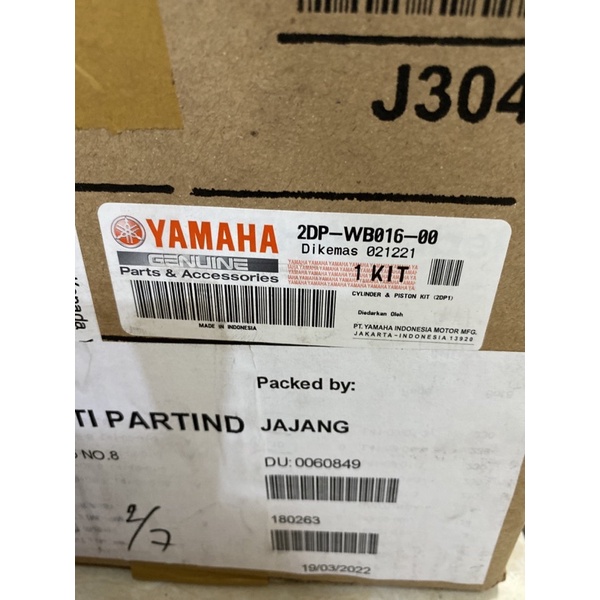 J304
YAMAHA
GENUINE
Parts & Accessories
MADE IN INDONESIA
2DP-WB016-00
Dikemas 021221
1 KIT
CYLINDER & PISTON KIT (2DP1)
Diedarkan Oleh
PT. YAMAHA INDONESIA MOTOR MFG.
JAKARTA-INDONESIA 13920
Kepada
TI PARTIND
NO.8
2/7
Packed by:
JAJANG
DU: 0060849
180263
19/03/2022